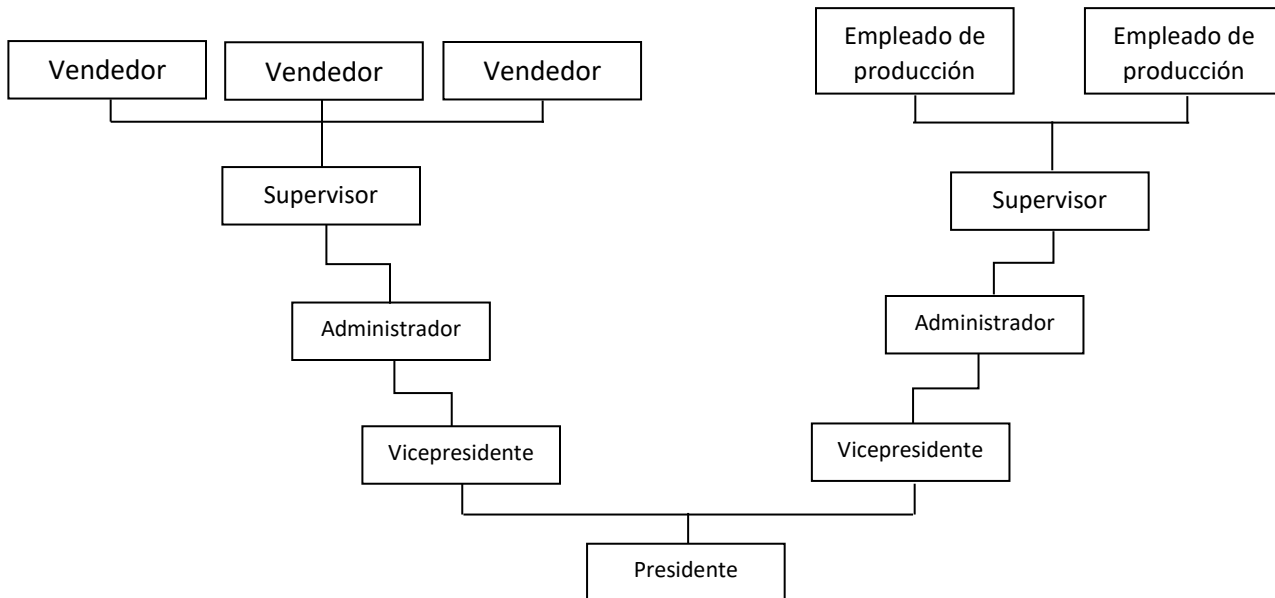 Vendedor
Vendedor
Vendedor
Empleado de
producción
Empleado de
producción
Supervisor
Supervisor
Administrador
Administrador
Vicepresidente
Vicepresidente
Presidente